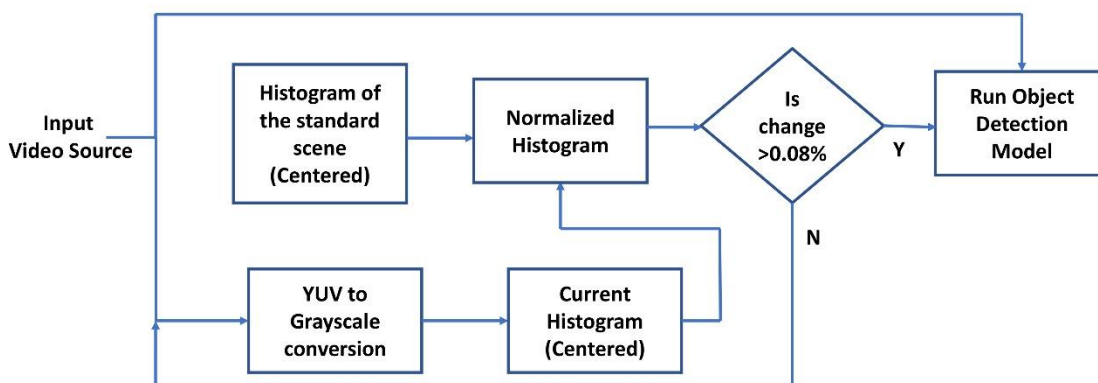 Input
Video Source
Histogram of
the standard
scene
(Centered)
Normalized
Histogram
Is
change
>0.08%
Y
N
Run Object
Detection
Model
YUV to
Grayscale
conversion
Current
Histogram
(Centered)